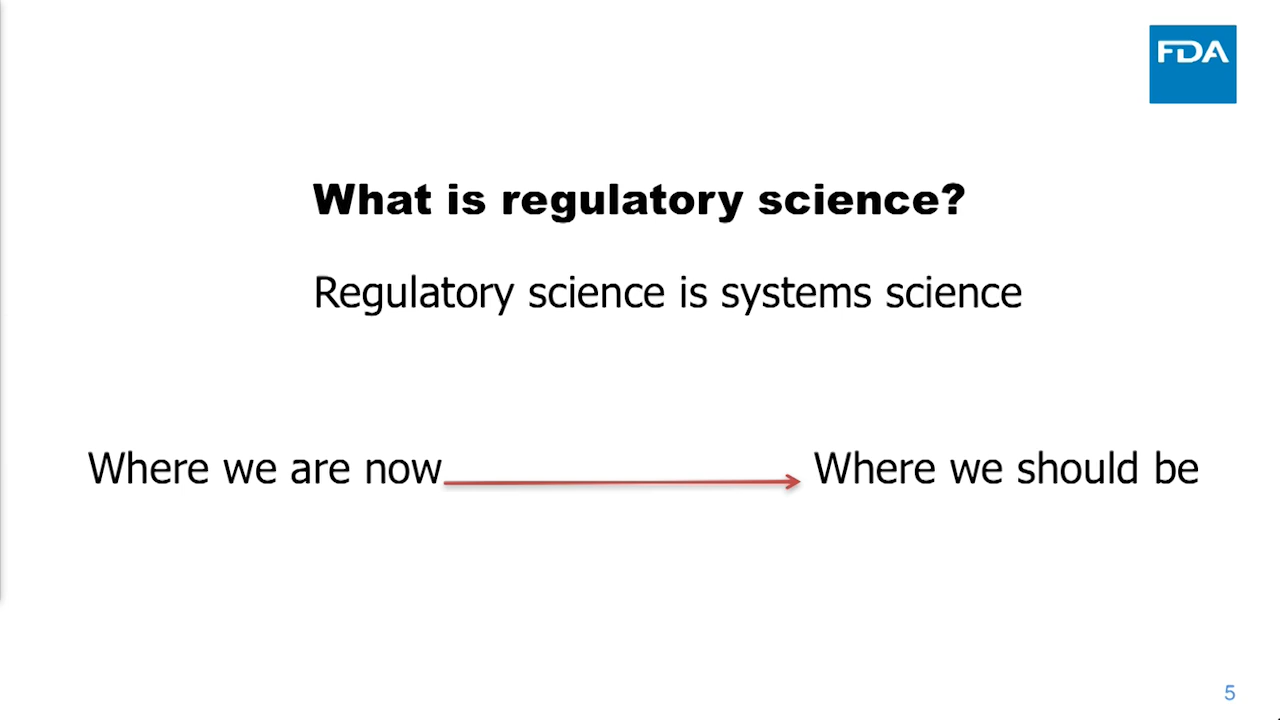 FDA
What is regulatory science?
Regulatory science is systems science
Where we are now Where we should be
5